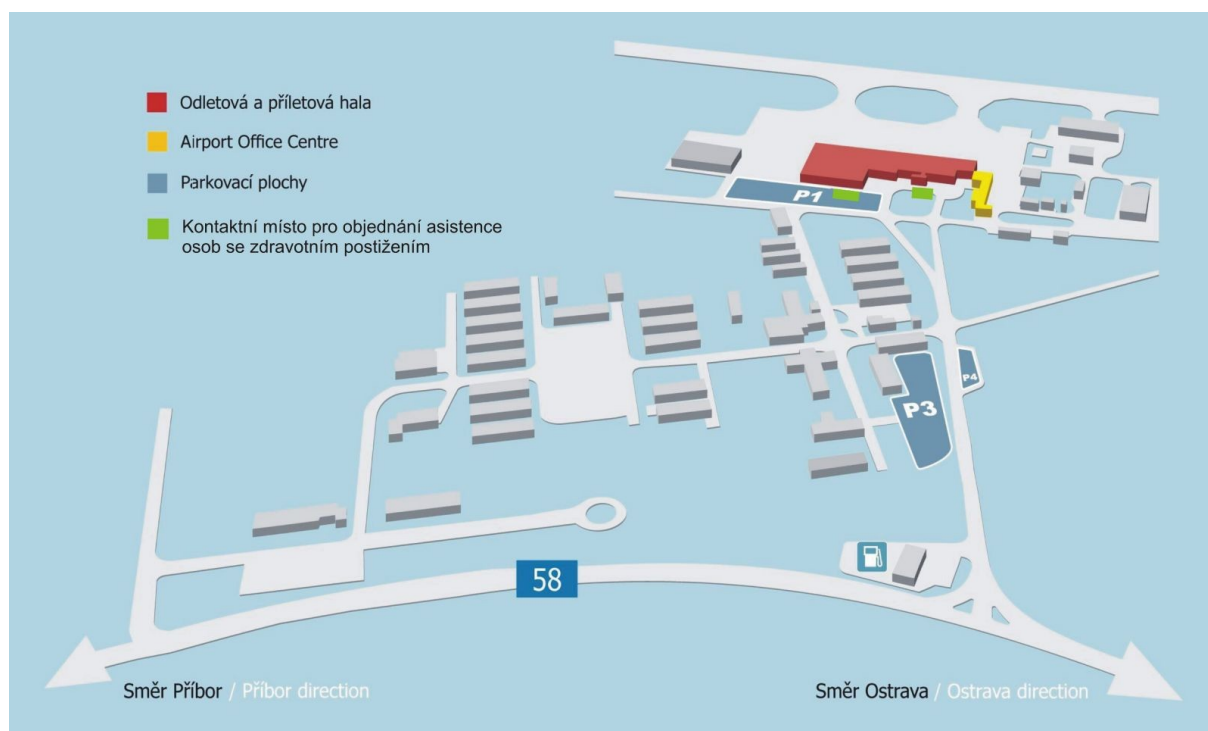 Odletová a příletová hala
Airport Office Centre
Parkovací plochy
Kontaktní místo pro objednání asistence
osob se zdravotním postižením
P1
P4
P3
58
Směr Příbor / Příbor direction
Směr Ostrava / Ostrava direction